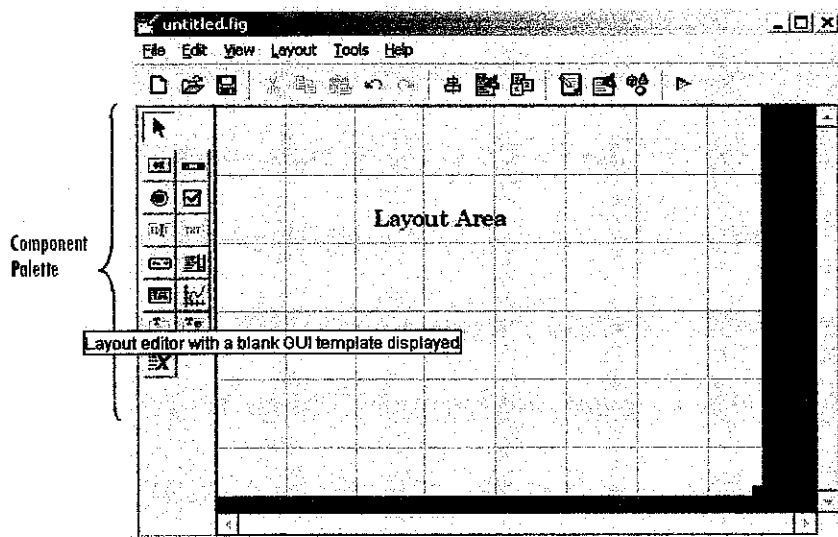 untitled.fig
File Edit View Layout Tools Help
Layout Area
Component
Palette
Layout editor with a blank GUI template displayed